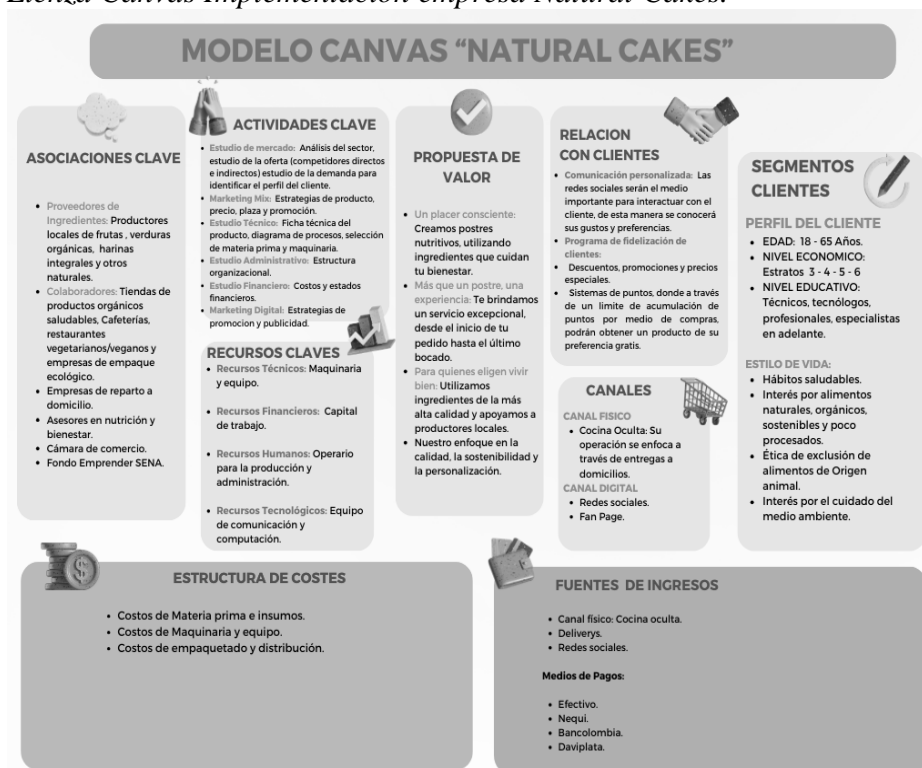 Lienzo Canvas Implementación empresa Natural Cakes.
MODELO CANVAS “NATURAL CAKES”
ASOCIACIONES CLAVE
• Proveedores de
Ingredientes: Productores
locales de frutas , verduras
orgánicas, harinas
integrales y otros
naturales.
• Colaboradores: Tiendas de
productos orgánicos
saludables, Cafeterías,
restaurantes
vegetarianos/veganos y
empresas de empaque
ecológico.
• Empresas de reparto a
domicilio.
• Asesores en nutrición y
bienestar.
• Cámara de comercio.
• Fondo Emprender SENA.
ACTIVIDADES CLAVE
• Estudio de mercado: Análisis del sector,
estudio de la oferta (competidores directos
e indirectos) estudio de la demanda para
identificar el perfil del cliente.
• Marketing Mix: Estrategias de producto,
precio, plaza y promoción.
• Estudio Técnico: Ficha técnica del
producto, diagrama de procesos, selección
de materia prima y maquinaria.
• Estudio Administrativo: Estructura
organizacional.
• Estudio Financiero: Costos y estados
financieros.
• Marketing Digital: Estrategias de
promocion y publicidad.
RECURSOS CLAVES
• Recursos Técnicos: Maquinaria
y equipo.
• Recursos Financieros: Capital
de trabajo.
• Recursos Humanos: Operario
para la producción y
administración.
• Recursos Tecnológicos: Equipo
de comunicación y
computación.
PROPUESTA DE
VALOR
• Un placer consciente:
Creamos postres
nutritivos, utilizando
ingredientes que cuidan
tu bienestar.
• Más que un postre, una
experiencia: Te brindamos
un servicio excepcional,
desde el inicio de tu
pedido hasta el último
bocado.
• Para quienes eligen vivir
bien: Utilizamos
ingredientes de la más
alta calidad y apoyamos a
productores locales.
• Nuestro enfoque en la
calidad, la sostenibilidad y
la personalización.
RELACION
CON CLIENTES
• Comunicación personalizada: Las
redes sociales serán el medio
importante para interactuar con el
cliente, de esta manera se conocerá
sus gustos y preferencias.
• Programa de fidelización de
clientes:
• Descuentos, promociones y precios
especiales.
• Sistemas de puntos, donde a través
de un limite de acumulación de
puntos por medio de compras,
podrán obtener un producto de su
preferencia gratis.
CANALES
CANAL FISICO
• Cocina Oculta: Su
operación se enfoca a
través de entregas a
domicilios.
CANAL DIGITAL
• Redes sociales.
• Fan Page.
SEGMENTOS
CLIENTES
PERFIL DEL CLIENTE
• EDAD: 18 - 65 Años.
• NIVEL ECONOMICO:
Estratos 3 - 4 - 5 - 6
• NIVEL EDUCATIVO:
Técnicos, tecnólogos,
profesionales, especialistas
en adelante.
ESTILO DE VIDA:
• Hábitos saludables.
• Interés por alimentos
naturales, orgánicos,
sostenibles y poco
procesados.
• Ética de exclusión de
alimentos de Origen
animal.
• Interés por el cuidado del
medio ambiente.
ESTRUCTURA DE COSTES
• Costos de Materia prima e insumos.
• Costos de Maquinaria y equipo.
• Costos de empaquetado y distribución.
FUENTES DE INGRESOS
• Canal físico: Cocina oculta.
• Deliverys.
• Redes sociales.
Medios de Pagos:
• Efectivo.
• Nequi.
• Bancolombia.
• Daviplata.